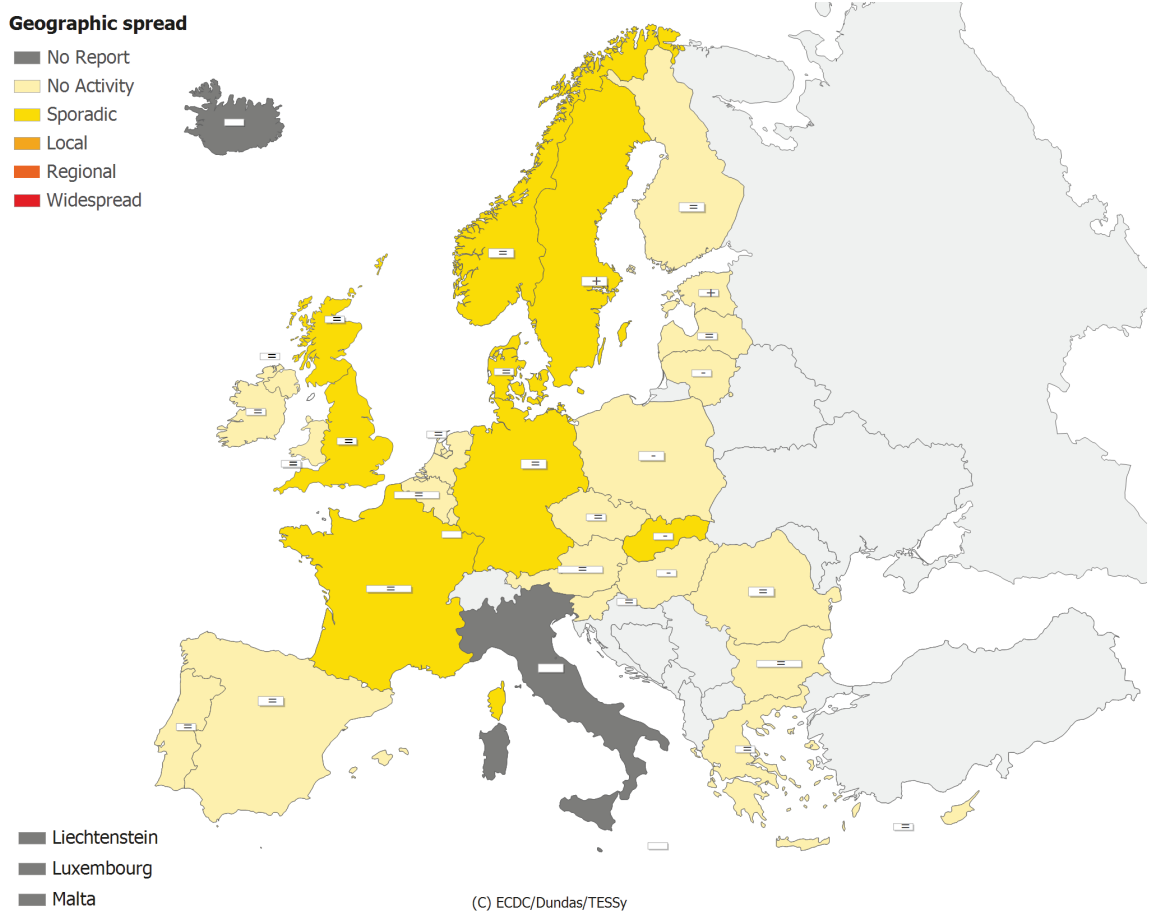 Geographic spread
No Report
No Activity
Sporadic
Local
Regional
Widespread
=
+
=
+
=
=
=
-
=
=
=
=
=
=
-
=
=
-
=
-
=
=
=
=
=
=
=
=
Liechtenstein
Luxembourg
Malta
(C) ECDC/Dundas/TESSy